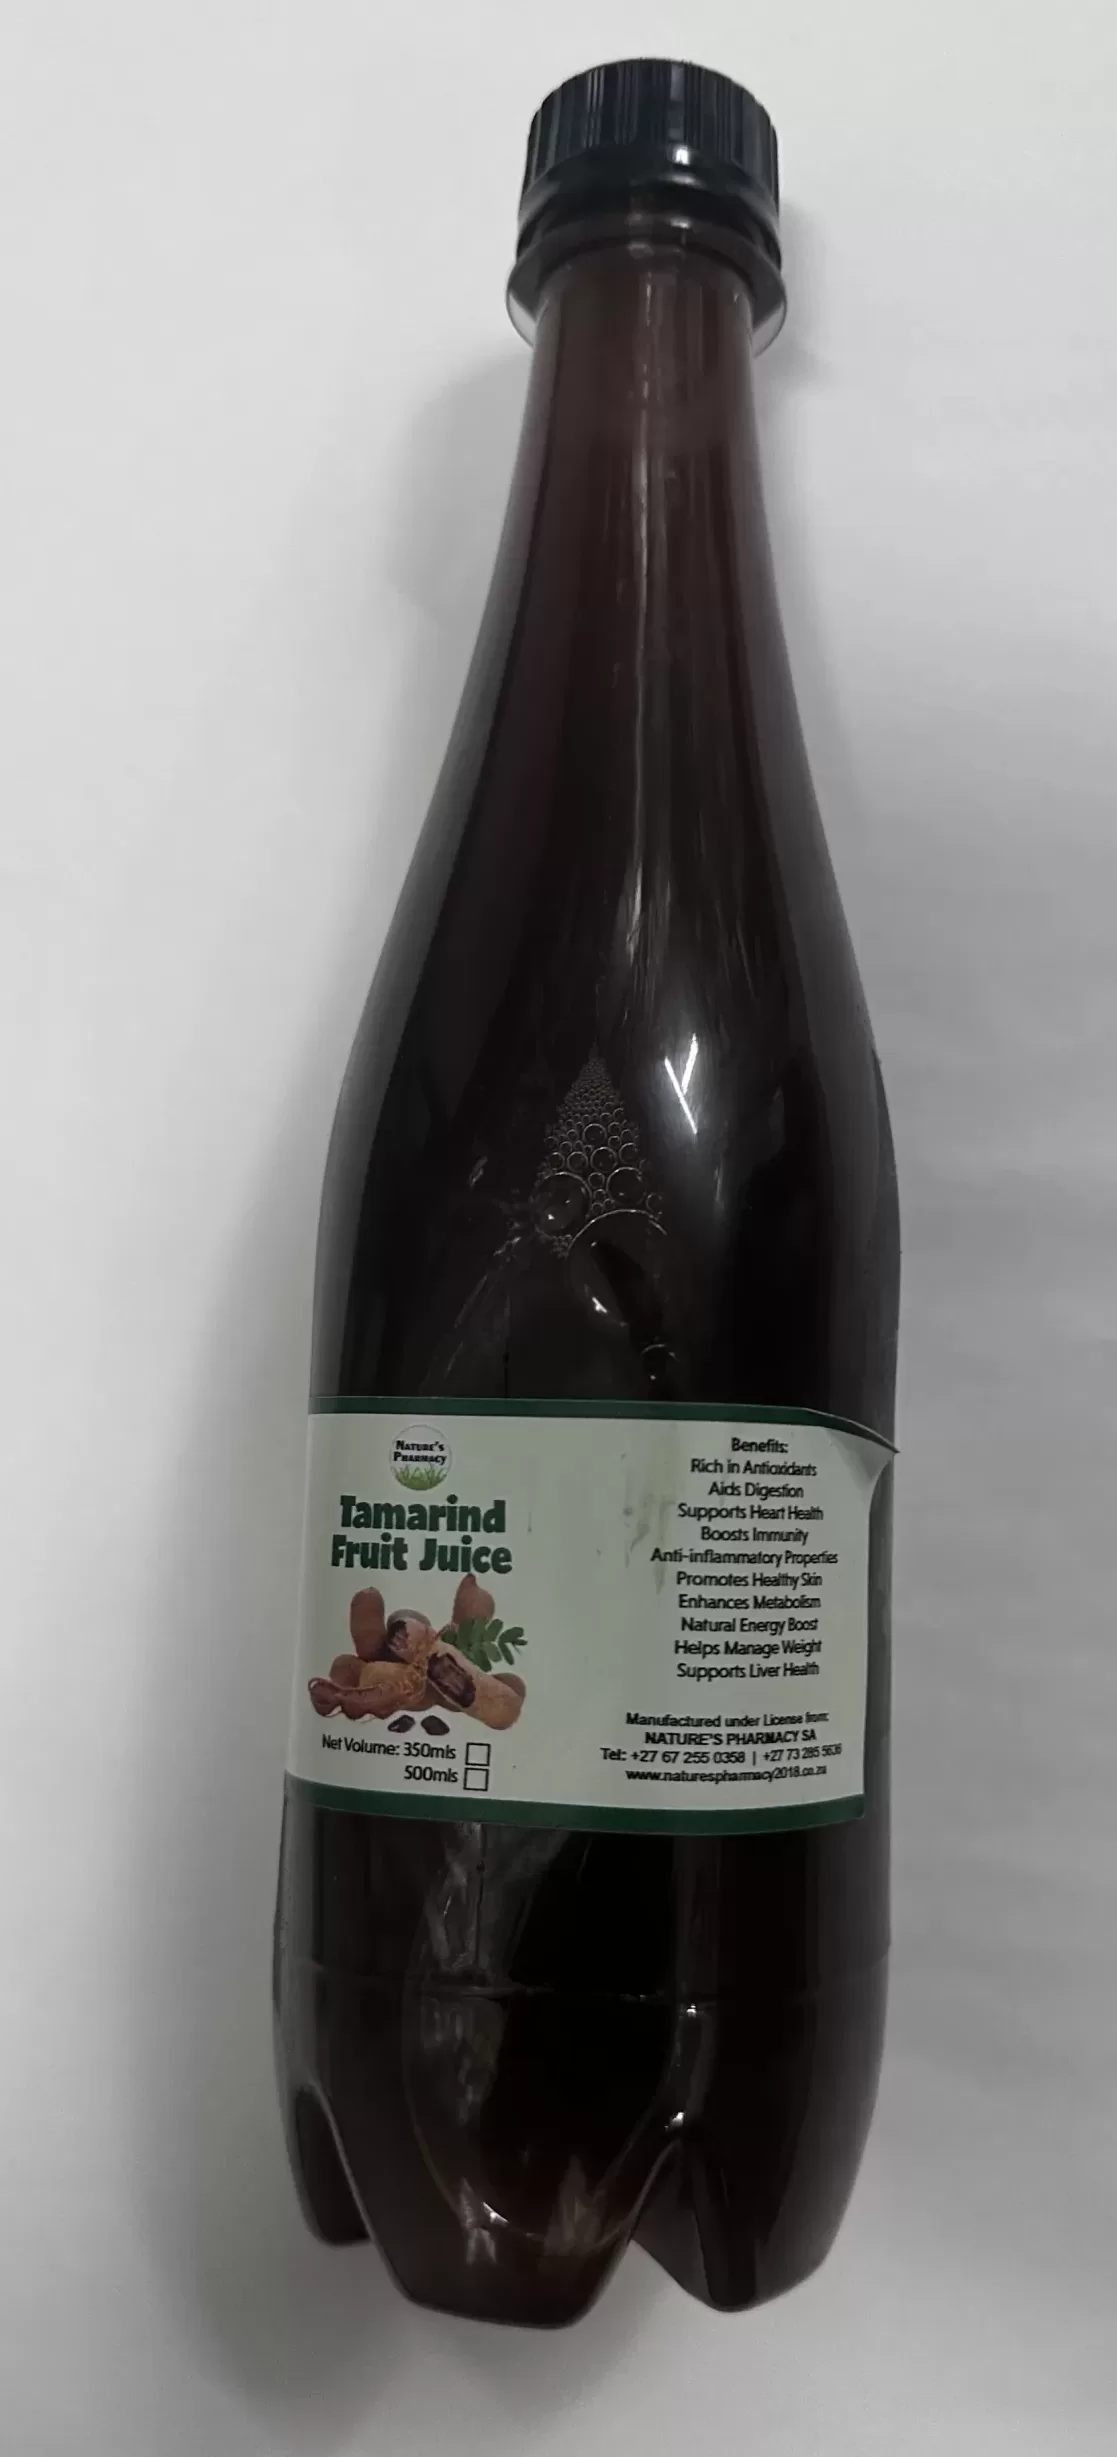 NATURE'S
PHARMACY
Tamarind
Fruit Juice
Net Volume: 350mls
500mls
Benefits:
Rich in Antioxidants
Aids Digestion
Supports Heart Health
Boosts Immunity
Anti-inflammatory Properties
Promotes Healthy Skin
Enhances Metabolism
Natural Energy Boost
Helps Manage Weight
Supports Liver Health
Manufactured under License from:
NATURE'S PHARMACY SA
Tel: +27 67 255 0358 | +27 73 285 5636
www.naturespharmacy2018.co.za